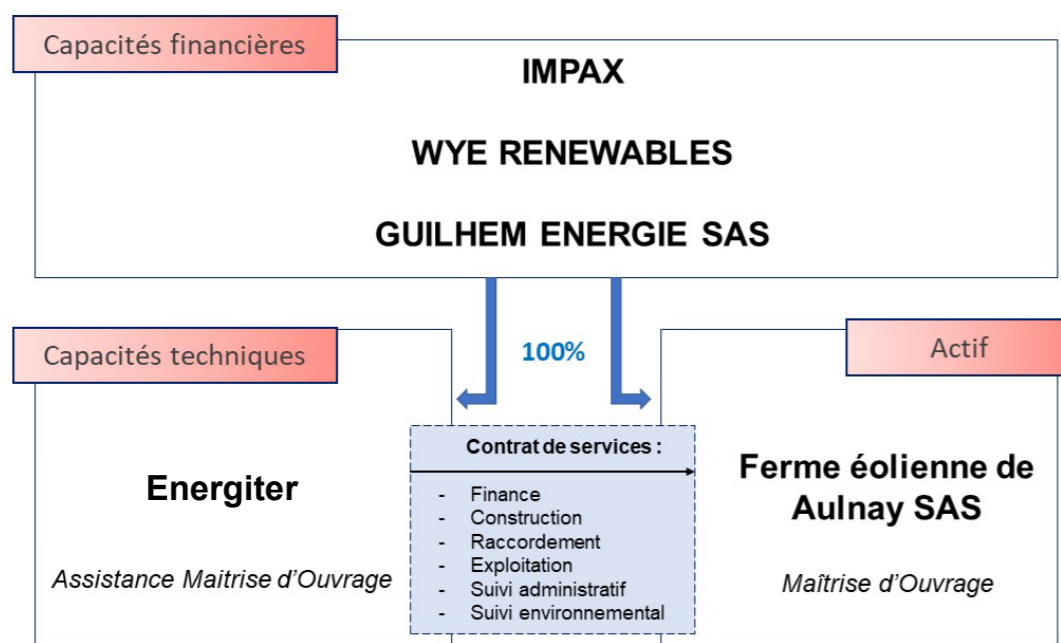 Capacités financières
IMPAX
WYE RENEWABLES
GUILHEM ENERGIE SAS
100%
Capacités techniques
Energiter
Assistance Maitrise d’Ouvrage
Contrat de services :
- Finance
- Construction
- Raccordement
- Exploitation
- Suivi administratif
- Suivi environnemental
Actif
Ferme éolienne de
Aulnay SAS
Maîtrise d’Ouvrage